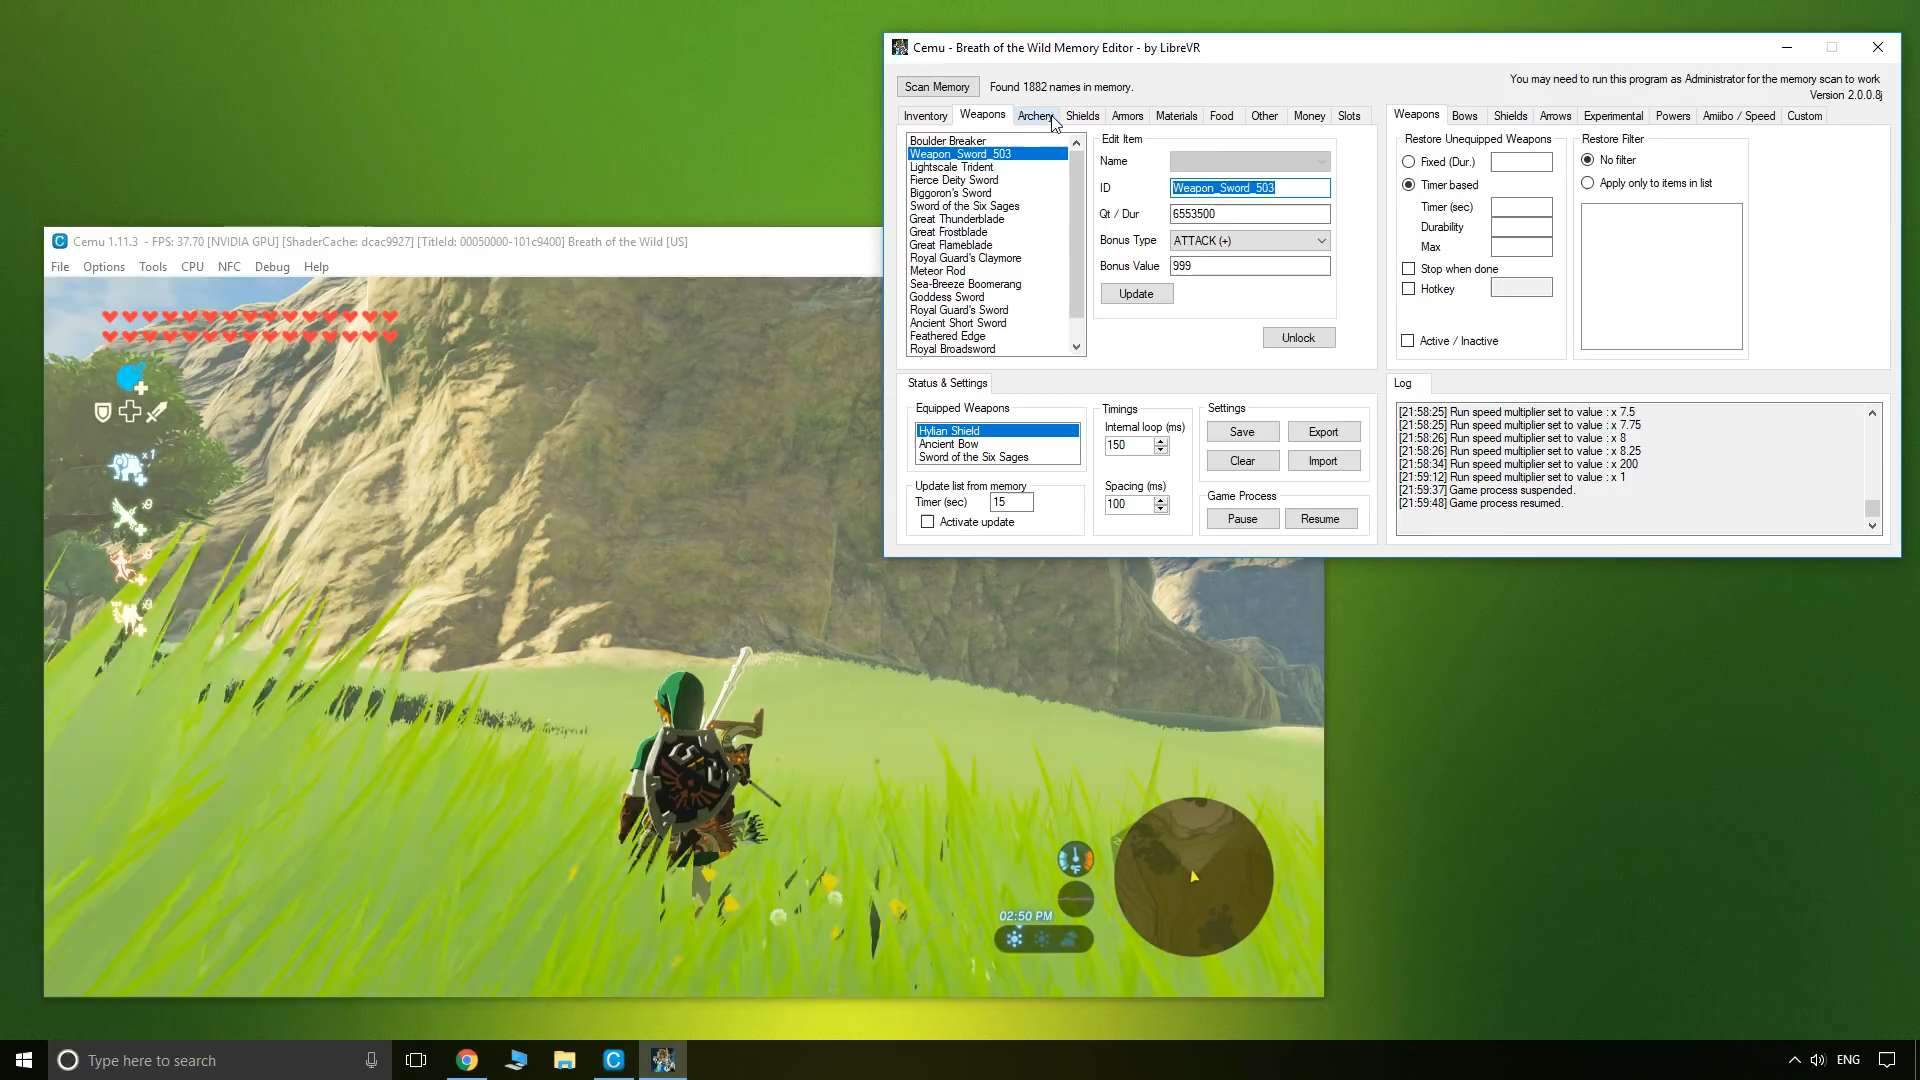 Cemu - Breath of the Wild Memory Editor - by LibreVR
Scan Memory
Found 1882 names in memory.
You may need to run this program as Administrator for the memory scan to work
Version 2.0.0.8j
Inventory Weapons Archery Shields Armors Materials Food Other Money Slots
Boulder Breaker
Weapon_Sword_503
Lightscale Trident
Fierce Deity Sword
Biggoron's Sword
Sword of the Six Sages
Great Thunderblade
Great Frostblade
Great Flameblade
Royal Guard's Claymore
Meteor Rod
Sea-Breeze Boomerang
Goddess Sword
Royal Guard's Sword
Ancient Short Sword
Feathered Edge
Royal Broadsword
Edit Item
Name
ID Weapon_Sword_503
Qt / Dur 6553500
Bonus Type ATTACK (+)
Bonus Value 999
Update
Unlock
Weapons Bows Shields Arrows Experimental Powers Amiibo / Speed Custom
Restore Unequipped Weapons
Fixed (Dur.)
Timer based
Timer (sec)
Durability
Max
Stop when done
Hotkey
Active / Inactive
Restore Filter
No filter
Apply only to items in list
Status & Settings
Equipped Weapons
Hylian Shield
Ancient Bow
Sword of the Six Sages
Update list from memory
Timer (sec) 15
Activate update
Timings
Internal loop (ms)
150
Spacing (ms)
100
Settings
Save Export
Clear Import
Game Process
Pause Resume
Log
[21:58:25] Run speed multiplier set to value : x 7.5
[21:58:25] Run speed multiplier set to value : x 7.75
[21:58:26] Run speed multiplier set to value : x 8
[21:58:26] Run speed multiplier set to value : x 8.25
[21:58:34] Run speed multiplier set to value : x 200
[21:59:12] Run speed multiplier set to value : x 1
[21:59:37] Game process suspended.
[21:59:48] Game process resumed.
Cemu 1.11.3 - FPS: 37.70 [NVIDIA GPU] [ShaderCache: dcac9927] [TitleId: 00050000-101c9400] Breath of the Wild [US]
File Options Tools CPU NFC Debug Help
x1
x9
x9
x9
°F
02:50 PM
Type here to search
ENG